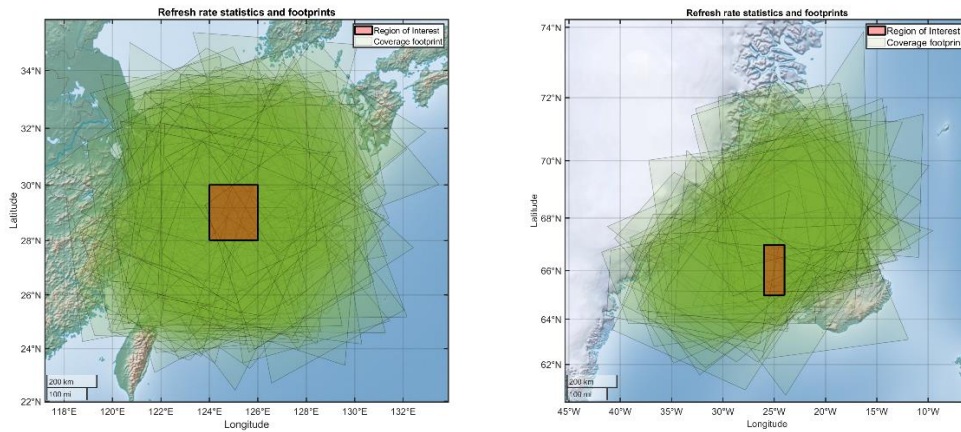 Refresh rate statistics and footprints
Region of Interest
Coverage footprint
34°N
32°N
30°N
28°N
26°N
24°N
22°N
Latitude
200 km
100 mi
118°E 120°E 122°E 124°E 126°E 128°E 130°E 132°E
Longitude
Refresh rate statistics and footprints
Region of Interest
Coverage footprint
74°N
72°N
70°N
68°N
66°N
64°N
62°N
Latitude
200 km
100 mi
45°W 40°W 35°W 30°W 25°W 20°W 15°W 10°W
Longitude